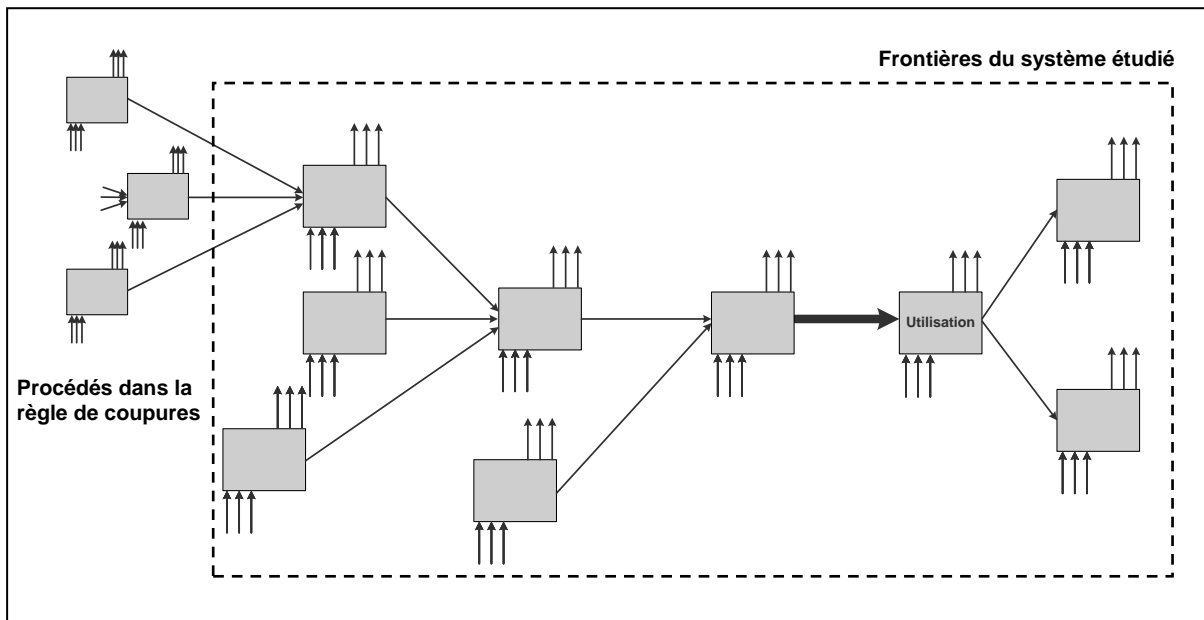 Frontières du système étudié
Utilisation
Procédés dans la
règle de coupures